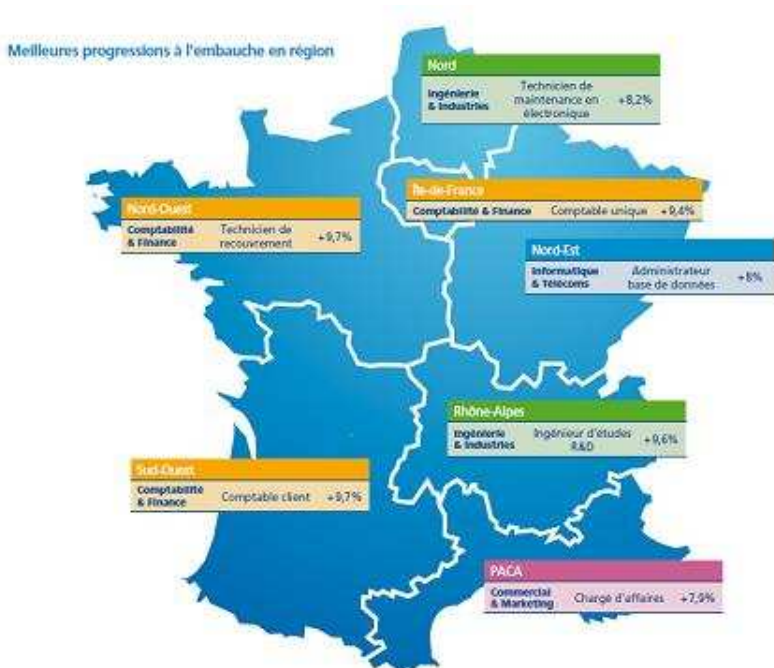 Meilleures progressions à l'embauche en région
Nord
Ingénierie
& Industries
Technicien de
maintenance en
électronique
+8,2%
Île-de-France
Comptabilité & Finance
Comptable unique
+9,4%
Nord-Ouest
Comptabilité
& Finance
Technicien de
recouvrement
+9,7%
Nord-Est
Informatique
& Télécoms
Administrateur
base de données
+8%
Rhône-Alpes
Ingénierie
& Industries
Ingénieur d'études
R&D
+9,6%
Sud-Ouest
Comptabilité
& Finance
Comptable client
+9,7%
PACA
Commercial
& Marketing
Chargé d'affaires
+7,9%